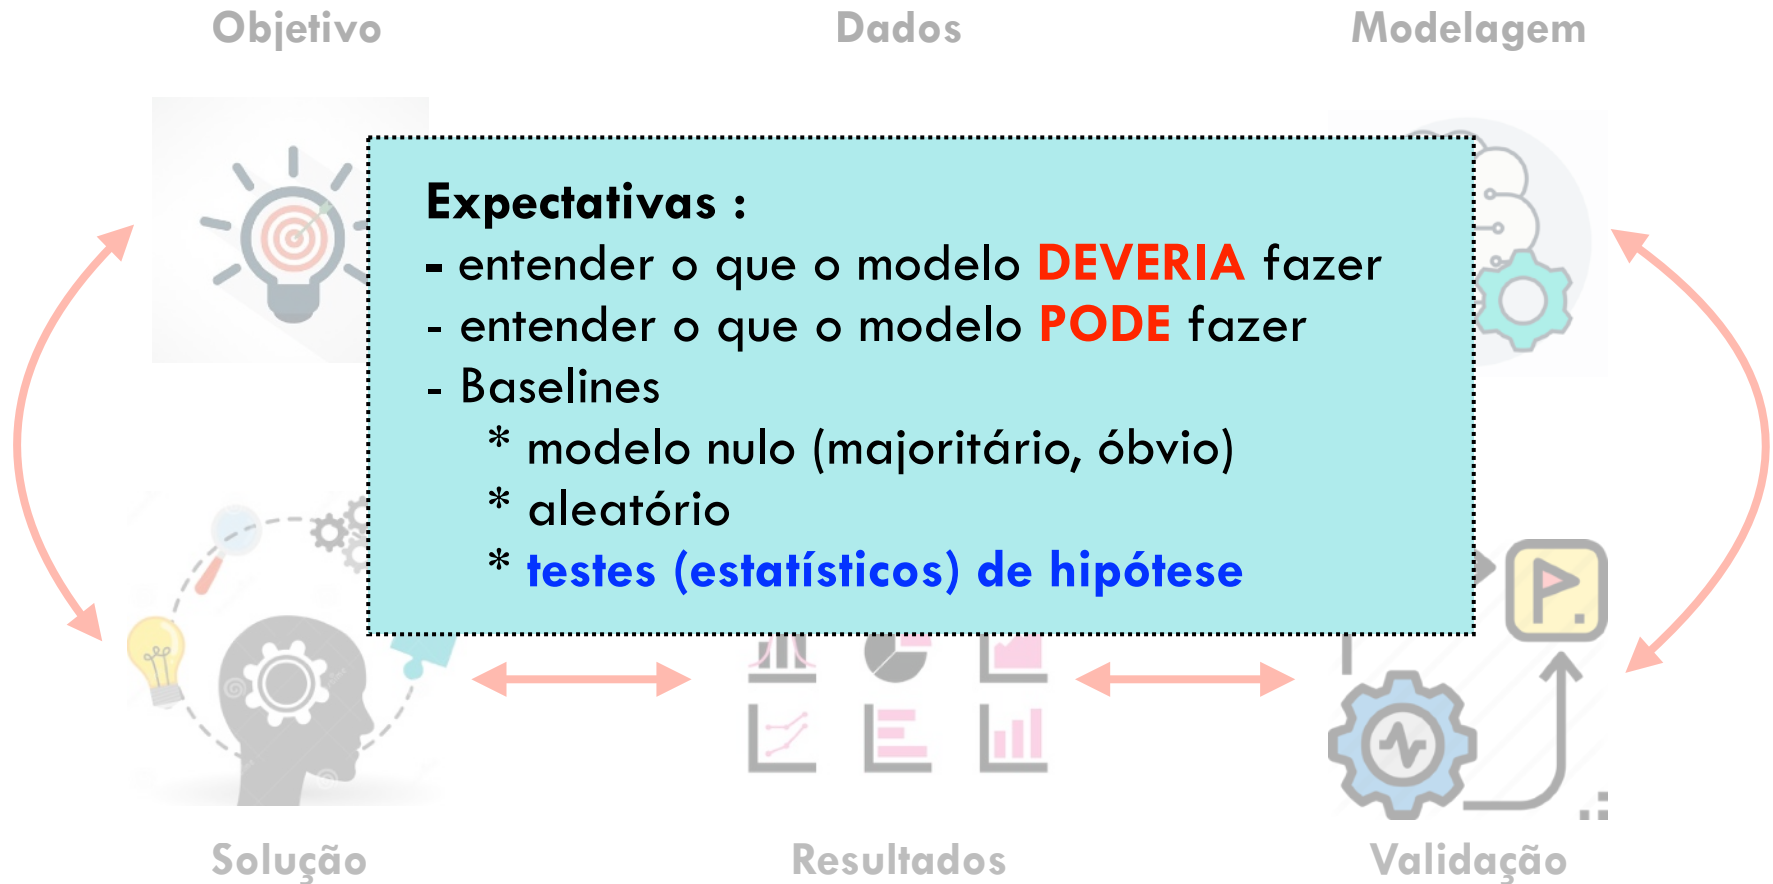 Objetivo
Dados
Modelagem
Expectativas :
- entender o que o modelo DEVERIA fazer
- entender o que o modelo PODE fazer
- Baselines
* modelo nulo (majoritário, óbvio)
* aleatório
* testes (estatísticos) de hipótese
Solução
Resultados
Validação